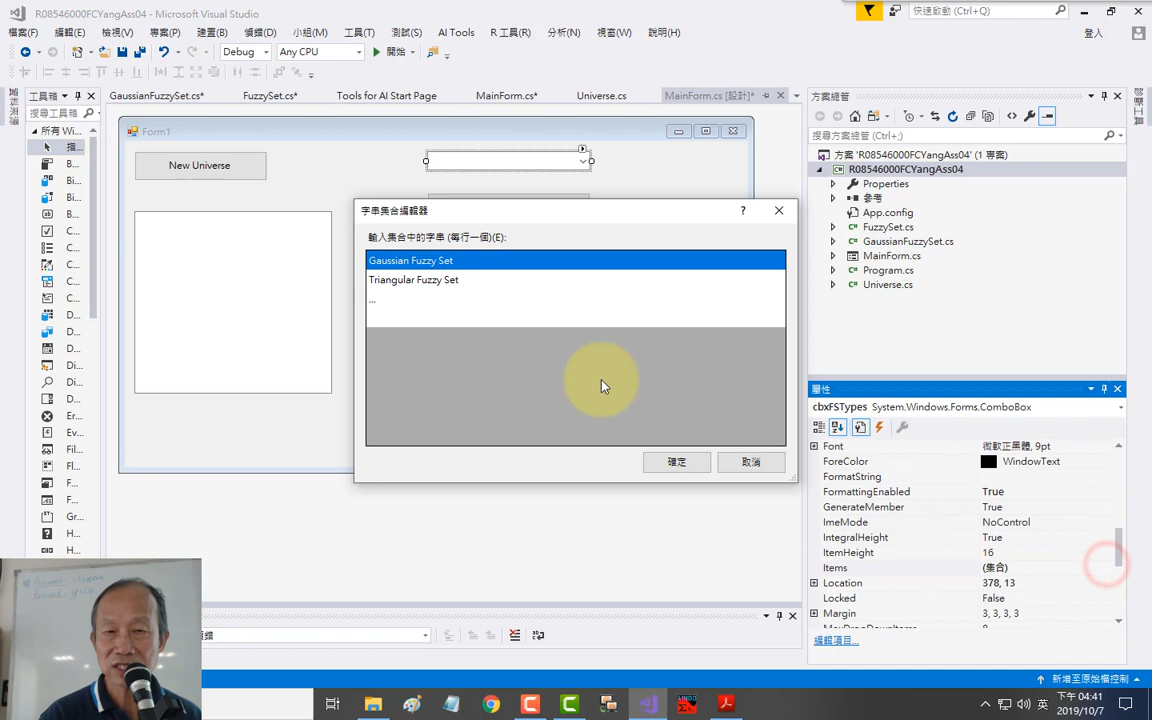 R08546000FCYangAss04 - Microsoft Visual Studio
快速啟動 (Ctrl+Q)
檔案(F) 編輯(E) 檢視(V) 專案(P) 建置(B) 偵錯(D) 小組(M) 工具(T) 測試(S) AI Tools R 工具(R) 分析(N) 視窗(W) 說明(H)
登入
Debug Any CPU 開始
工具箱
GaussianFuzzySet.cs* FuzzySet.cs* Tools for AI Start Page MainForm.cs* Universe.cs MainForm.cs [設計]*
方案總管
搜尋工具箱
搜尋方案總管 (Ctrl+;)
所有 Wi...
指...
B...
Bi...
Bi...
B...
C...
C...
C...
C...
C...
D...
D...
D...
Di...
D...
Er...
Ev...
Fil...
F...
F...
Gr...
H...
H...
Form1
New Universe
字串集合編輯器
輸入集合中的字串 (每行一個)(E):
Gaussian Fuzzy Set
Triangular Fuzzy Set
...
確定 取消
方案 'R08546000FCYangAss04' (1 專案)
R08546000FCYangAss04
Properties
參考
App.config
FuzzySet.cs
GaussianFuzzySet.cs
MainForm.cs
Program.cs
Universe.cs
屬性
cbxFSTypes System.Windows.Forms.ComboBox
Font 微軟正黑體, 9pt
ForeColor WindowText
FormatString
FormattingEnabled True
GenerateMember True
ImeMode NoControl
IntegralHeight True
ItemHeight 16
Items (集合)
Location 378, 13
Locked False
Margin 3, 3, 3, 3
編輯項目...
新增至原始檔控制
英
下午 04:41
2019/10/7